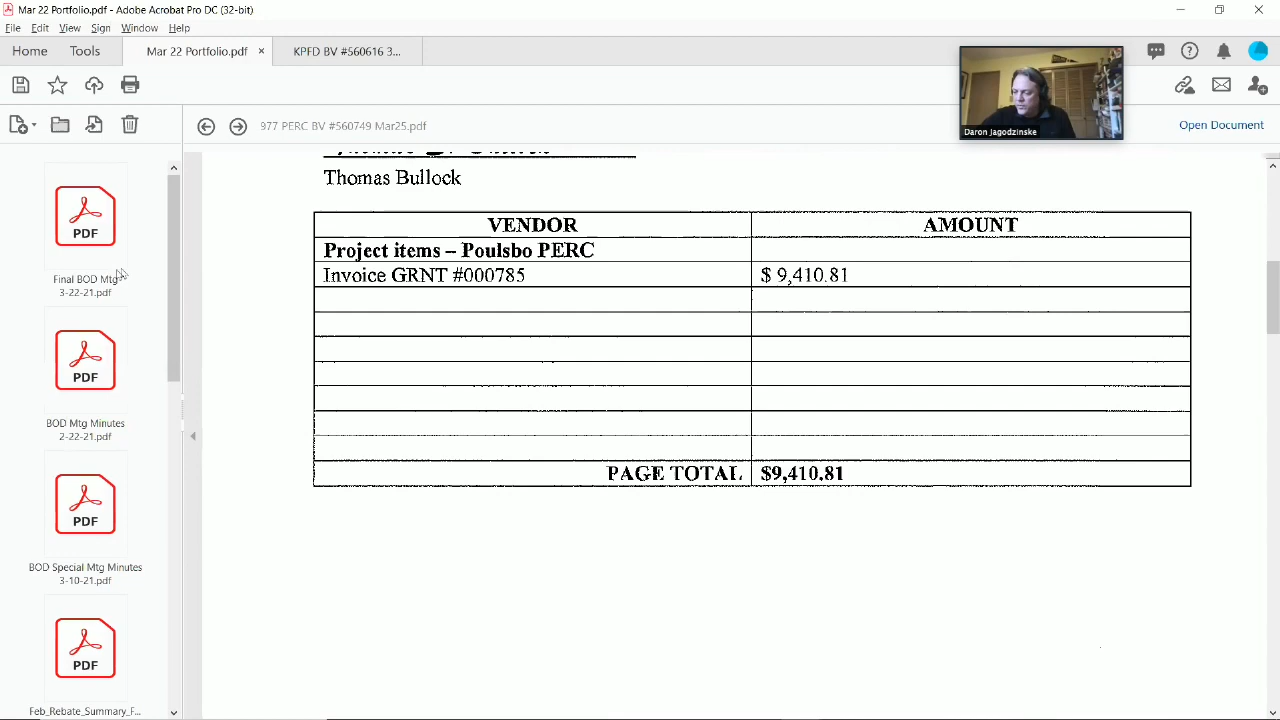 Mar 22 Portfolio.pdf - Adobe Acrobat Pro DC (32-bit)
File Edit View Sign Window Help
Home Tools Mar 22 Portfolio.pdf × KPFD BV #560616 3...
977 PERC BV #560749 Mar25.pdf Open Document
Daron Jagodzinske
PDF
Final BOD Mtg
3-22-21.pdf
PDF
BOD Mtg Minutes
2-22-21.pdf
PDF
BOD Special Mtg Minutes
3-10-21.pdf
PDF
Feb_Rebate_Summary_F...
Thomas Bullock
VENDOR AMOUNT
Project items – Poulsbo PERC
Invoice GRNT #000785 $ 9,410.81
PAGE TOTAL $9,410.81